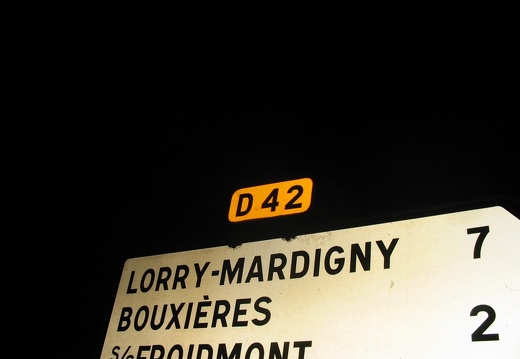 D 42
LORRY-MARDIGNY 7
BOUXIÈRES 2
S/s FROIDMONT